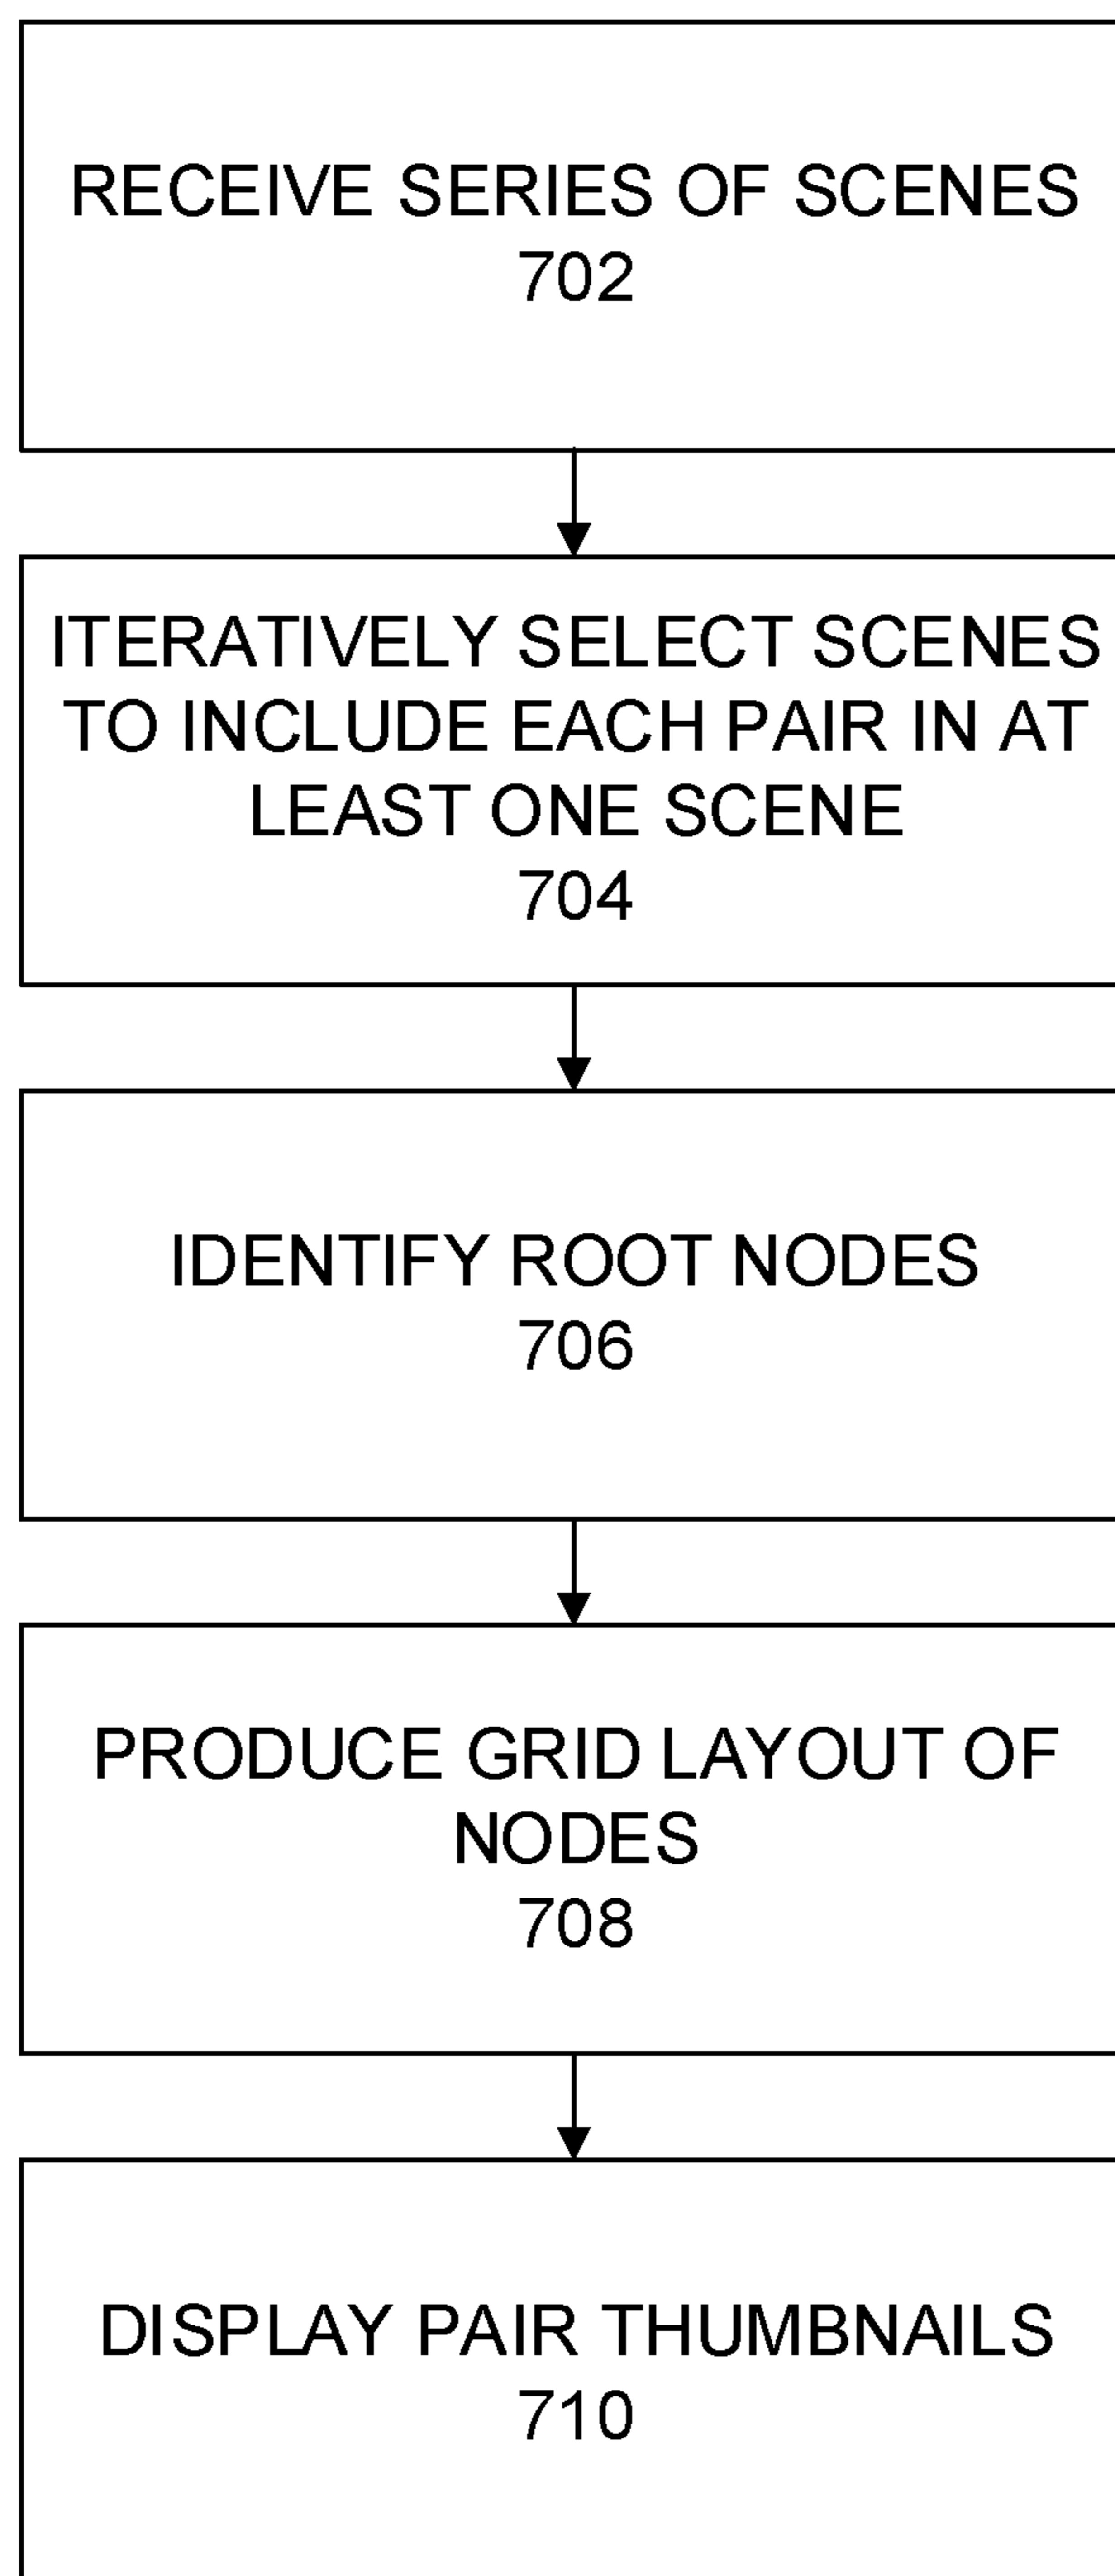 RECEIVE SERIES OF SCENES
702
ITERATIVELY SELECT SCENES
TO INCLUDE EACH PAIR IN AT
LEAST ONE SCENE
704
IDENTIFY ROOT NODES
706
PRODUCE GRID LAYOUT OF
NODES
708
DISPLAY PAIR THUMBNAILS
710